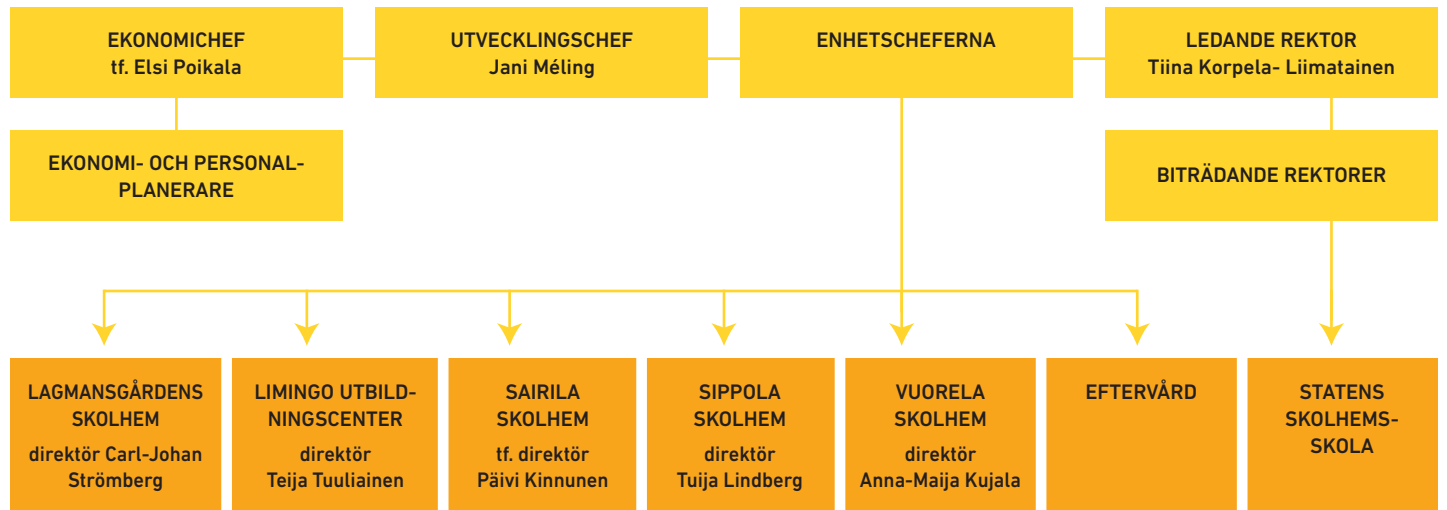 EKONOMICHEF
tf. Elsi Poikala
UTVECKLINGSCHEF
Jani Méling
ENHETSCHEFERNA
LEDANDE REKTOR
Tiina Korpela- Liimatainen
EKONOMI- OCH PERSONAL-
PLANERARE
BITRÄDANDE REKTORER
LAGMANSGÅRDENS
SKOLHEM
direktör Carl-Johan
Strömberg
LIMINGO UTBILD-
NINGSCENTER
direktör
Teija Tuuliainen
SAIRILA
SKOLHEM
tf. direktör
Päivi Kinnunen
SIPPOLA
SKOLHEM
direktör
Tuija Lindberg
VUORELA
SKOLHEM
direktör
Anna-Maija Kujala
EFTERVÅRD
STATENS
SKOLHEMS-
SKOLA